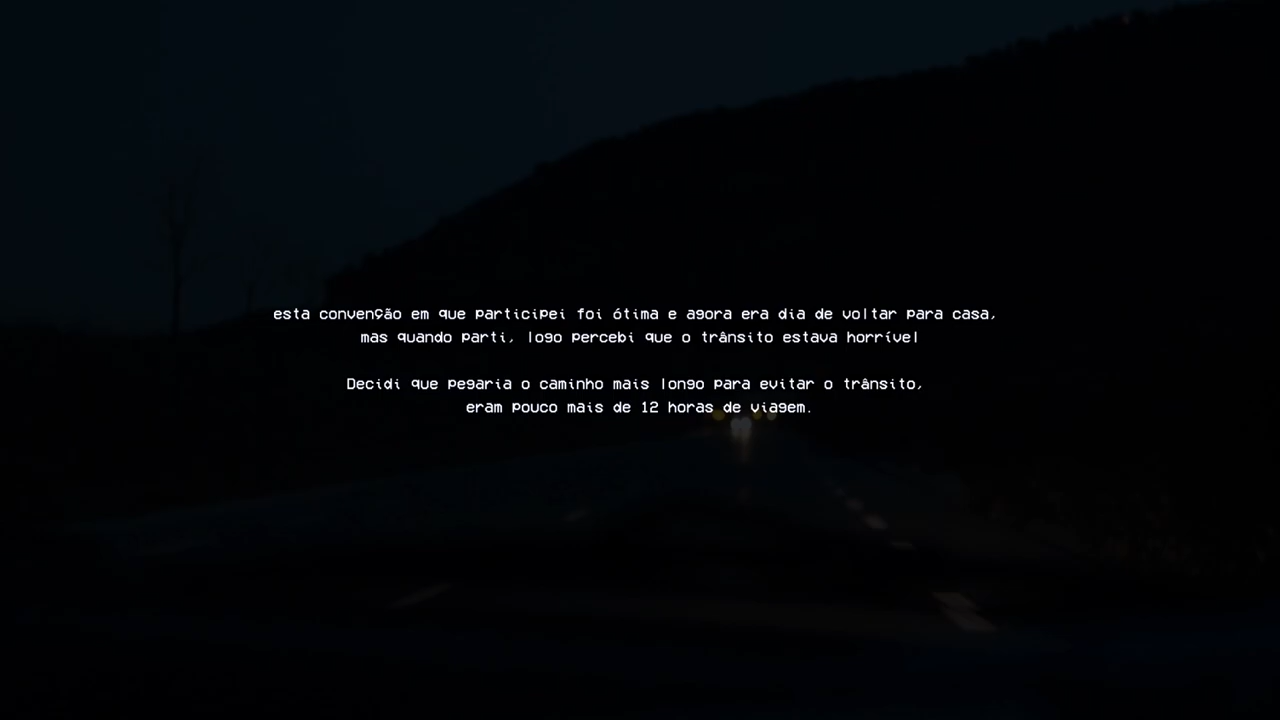 esta convenção em que participei foi ótima e agora era dia de voltar para casa,
mas quando parti, logo percebi que o trânsito estava horrível
Decidi que pegaria o caminho mais longo para evitar o trânsito,
eram pouco mais de 12 horas de viagem.